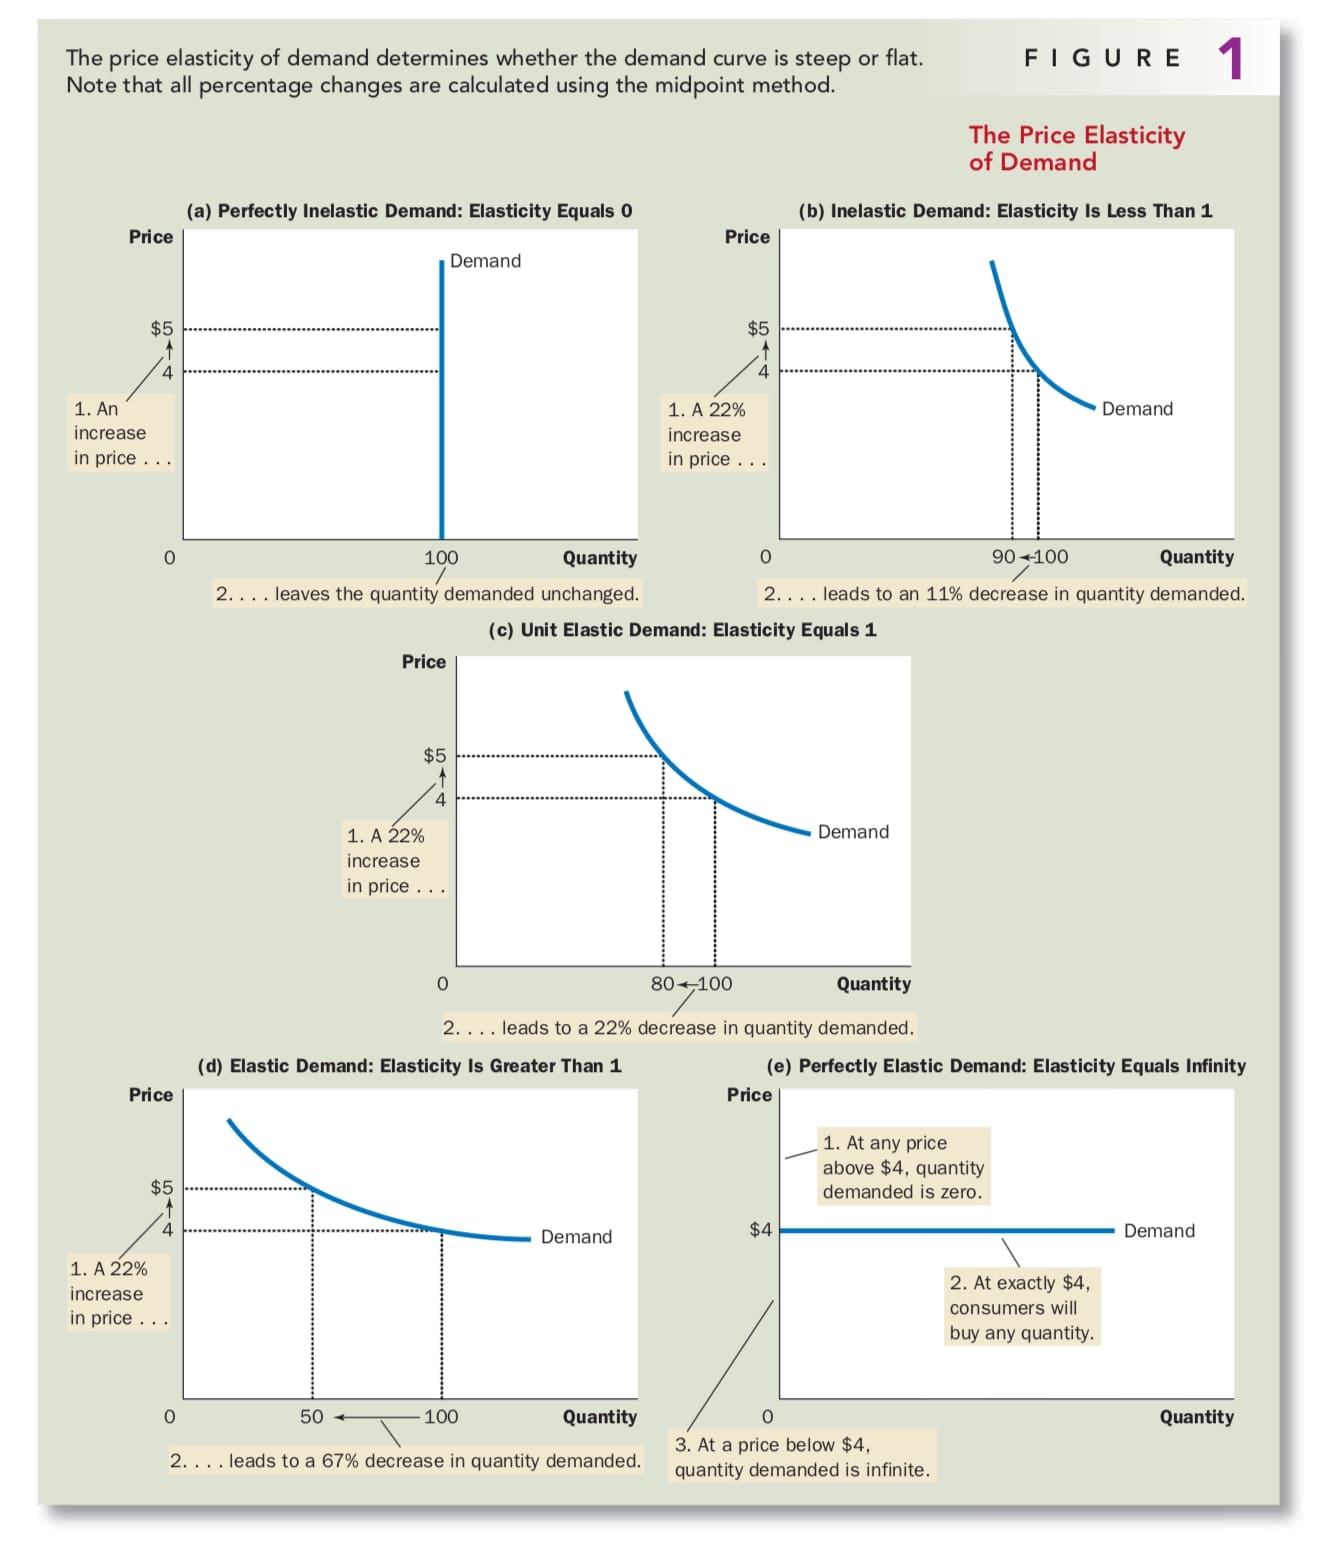 The price elasticity of demand determines whether the demand curve is steep or flat.
Note that all percentage changes are calculated using the midpoint method.
FIGURE 1
The Price Elasticity
of Demand
(a) Perfectly Inelastic Demand: Elasticity Equals 0
Price
Demand
$5
4
1. An
increase
in price . . .
0
100
Quantity
2. . . . leaves the quantity demanded unchanged.
(b) Inelastic Demand: Elasticity Is Less Than 1
Price
$5
4
Demand
1. A 22%
increase
in price . . .
0
90
100
Quantity
2. . . . leads to an 11% decrease in quantity demanded.
(c) Unit Elastic Demand: Elasticity Equals 1
Price
$5
4
Demand
1. A 22%
increase
in price . . .
0
80
100
Quantity
2. . . . leads to a 22% decrease in quantity demanded.
(d) Elastic Demand: Elasticity Is Greater Than 1
Price
$5
4
Demand
1. A 22%
increase
in price . . .
0
50
100
Quantity
2. . . . leads to a 67% decrease in quantity demanded.
(e) Perfectly Elastic Demand: Elasticity Equals Infinity
Price
1. At any price
above $4, quantity
demanded is zero.
$4
Demand
2. At exactly $4,
consumers will
buy any quantity.
0
Quantity
3. At a price below $4,
quantity demanded is infinite.